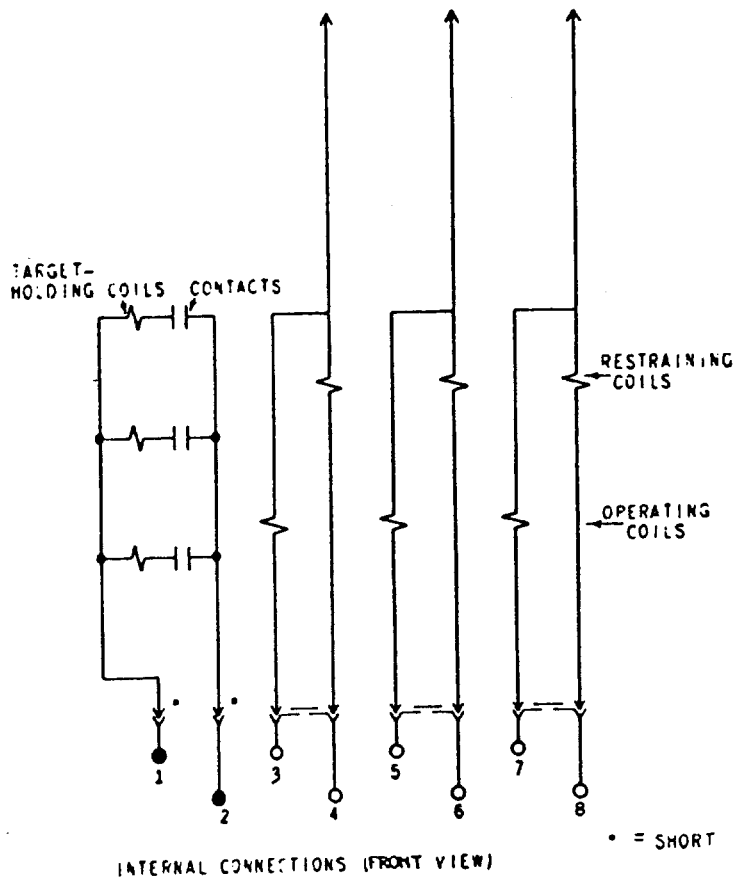 TARGET-
HOLDING COILS CONTACTS
RESTRAINING
COILS
OPERATING
COILS
1
2
3
4
5
6
7
8
• = SHORT
INTERNAL CONNECTIONS (FRONT VIEW)